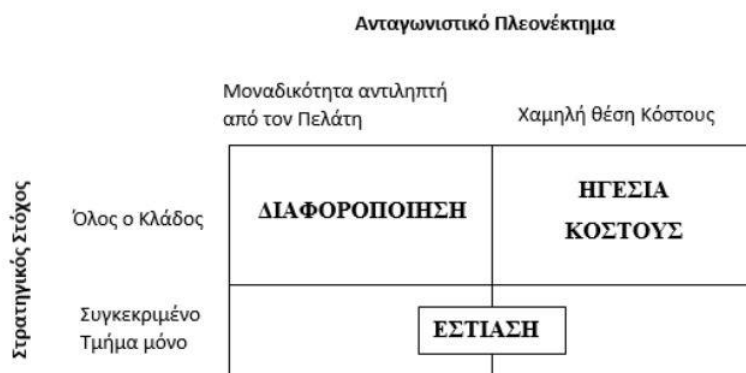 Ανταγωνιστικό Πλεονέκτημα
Μοναδικότητα αντιληπτή
από τον Πελάτη
Χαμηλή θέση Κόστους
Στρατηγικός Στόχος
Όλος ο Κλάδος
ΔΙΑΦΟΡΟΠΟΙΗΣΗ
ΗΓΕΣΙΑ
ΚΟΣΤΟΥΣ
Συγκεκριμένο
Τμήμα μόνο
ΕΣΤΙΑΣΗ